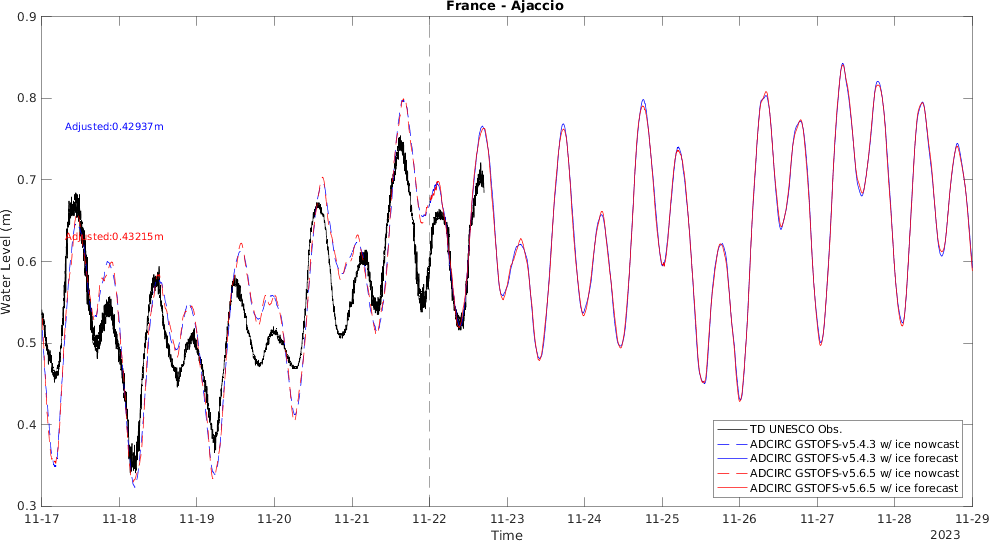 France - Ajaccio
0.9
0.8
0.7
0.6
0.5
0.4
0.3
Water Level (m)
Adjusted:0.42937m
Adjusted:0.43215m
TD UNESCO Obs.
ADCIRC GSTOFS-v5.4.3 w/ ice nowcast
ADCIRC GSTOFS-v5.4.3 w/ ice forecast
ADCIRC GSTOFS-v5.6.5 w/ ice nowcast
ADCIRC GSTOFS-v5.6.5 w/ ice forecast
11-17 11-18 11-19 11-20 11-21 11-22 11-23 11-24 11-25 11-26 11-27 11-28 11-29
Time
2023